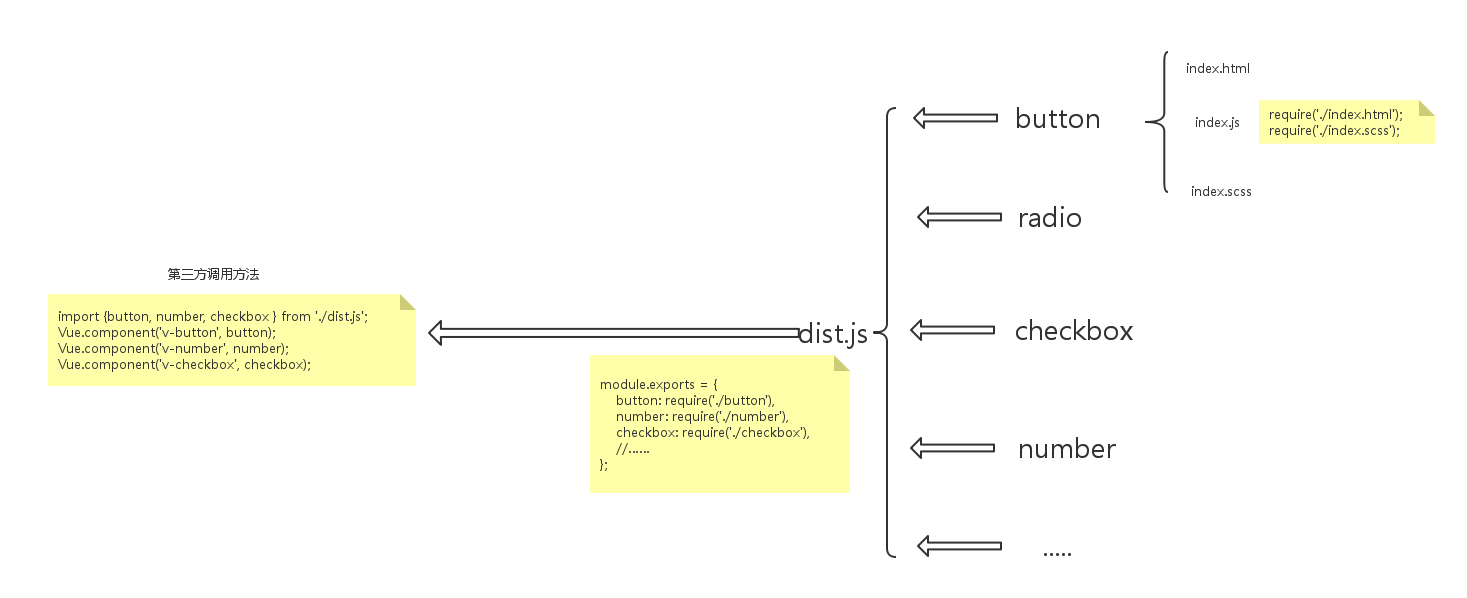 第三方调用方法
import {button, number, checkbox } from './dist.js';
Vue.component('v-button', button);
Vue.component('v-number', number);
Vue.component('v-checkbox', checkbox);
dist.js
module.exports = {
    button: require('./button'),
    number: require('./number'),
    checkbox: require('./checkbox'),
    //......
};
button
radio
checkbox
number
.....
index.html
index.js
require('./index.html');
require('./index.scss');
index.scss